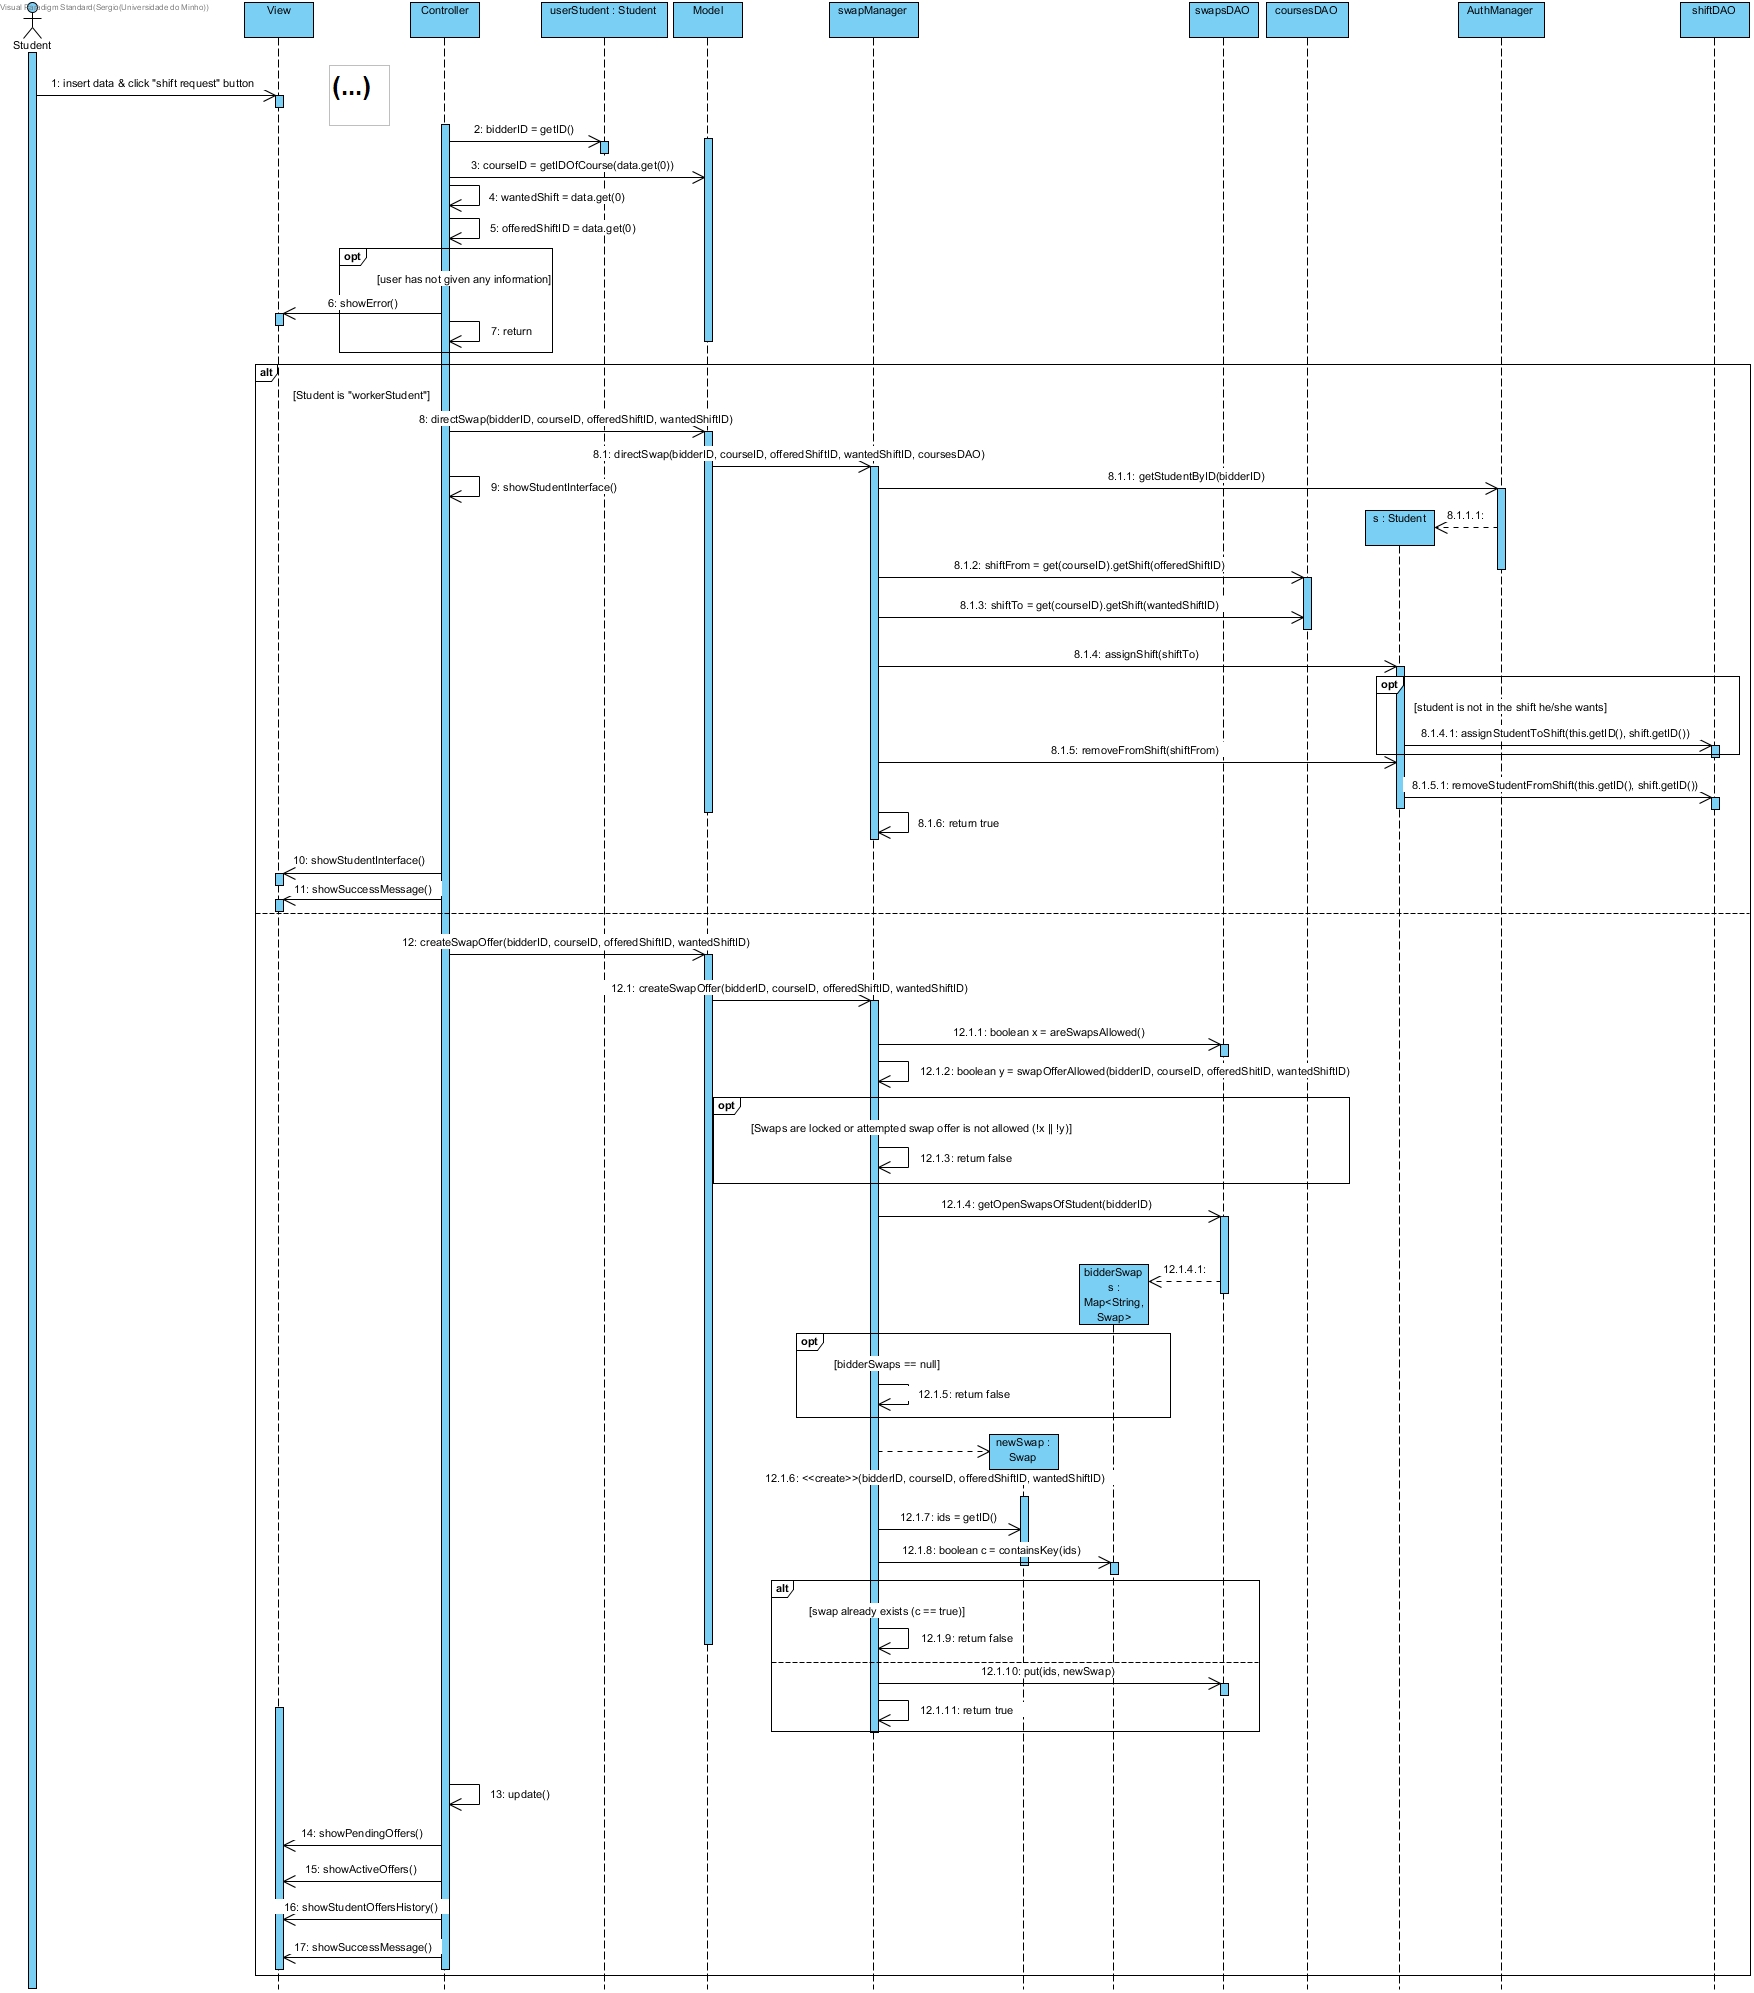 Visual Paradigm Standard(Sergio(Universidade do Minho))
View
Controller
userStudent : Student
Model
swapManager
swapsDAO
coursesDAO
AuthManager
shiftDAO
Student
1: insert data & click "shift request" button
(...)
2: bidderID = getID()
3: courseID = getIDOfCourse(data.get(0))
4: wantedShift = data.get(0)
5: offeredShiftID = data.get(0)
opt
[user has not given any information]
6: showError()
7: return
alt
[Student is "workerStudent"]
8: directSwap(bidderID, courseID, offeredShiftID, wantedShiftID)
8.1: directSwap(bidderID, courseID, offeredShiftID, wantedShiftID, coursesDAO)
8.1.1: getStudentByID(bidderID)
9: showStudentInterface()
s : Student
8.1.1.1:
8.1.2: shiftFrom = get(courseID).getShift(offeredShiftID)
8.1.3: shiftTo = get(courseID).getShift(wantedShiftID)
8.1.4: assignShift(shiftTo)
opt
[student is not in the shift he/she wants]
8.1.4.1: assignStudentToShift(this.getID(), shift.getID())
8.1.5: removeFromShift(shiftFrom)
8.1.5.1: removeStudentFromShift(this.getID(), shift.getID())
8.1.6: return true
10: showStudentInterface()
11: showSuccessMessage()
12: createSwapOffer(bidderID, courseID, offeredShiftID, wantedShiftID)
12.1: createSwapOffer(bidderID, courseID, offeredShiftID, wantedShiftID)
12.1.1: boolean x = areSwapsAllowed()
12.1.2: boolean y = swapOfferAllowed(bidderID, courseID, offeredShitID, wantedShiftID)
opt
[Swaps are locked or attempted swap offer is not allowed (!x || !y)]
12.1.3: return false
12.1.4: getOpenSwapsOfStudent(bidderID)
bidderSwap
s :
Map<String,
Swap>
12.1.4.1:
opt
[bidderSwaps == null]
12.1.5: return false
newSwap :
Swap
12.1.6: <<create>>(bidderID, courseID, offeredShiftID, wantedShiftID)
12.1.7: ids = getID()
12.1.8: boolean c = containsKey(ids)
alt
[swap already exists (c == true)]
12.1.9: return false
12.1.10: put(ids, newSwap)
12.1.11: return true
13: update()
14: showPendingOffers()
15: showActiveOffers()
16: showStudentOffersHistory()
17: showSuccessMessage()